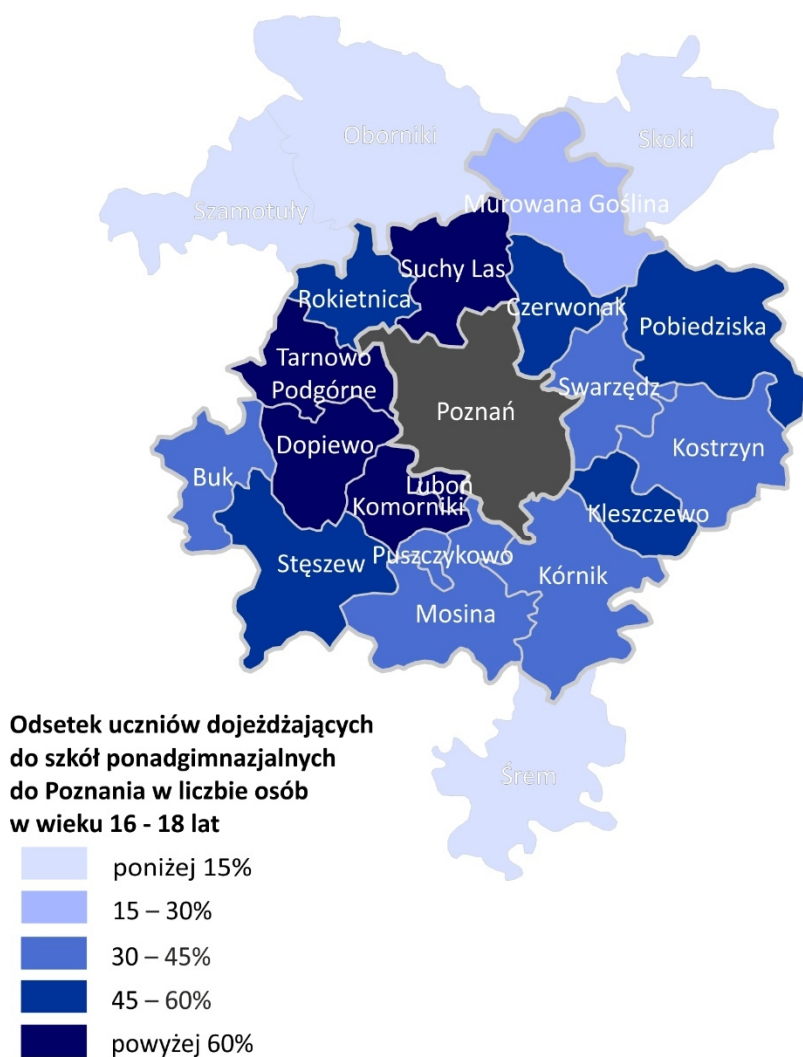 Oborniki
Skoki
Szamotuły
Murowana Goślina
Suchy Las
Rokietnica
Czerwonak
Pobiedziska
Tarnowo
Podgórne
Swarzędz
Poznań
Dopiewo
Kostrzyn
Buk
Luboń
Komorniki
Kleszczewo
Puszczykowo
Stęszew
Kórnik
Mosina
Śrem
Odsetek uczniów dojeżdżających
do szkół ponadgimnazjalnych
do Poznania w liczbie osób
w wieku 16 - 18 lat
poniżej 15%
15 – 30%
30 – 45%
45 – 60%
powyżej 60%